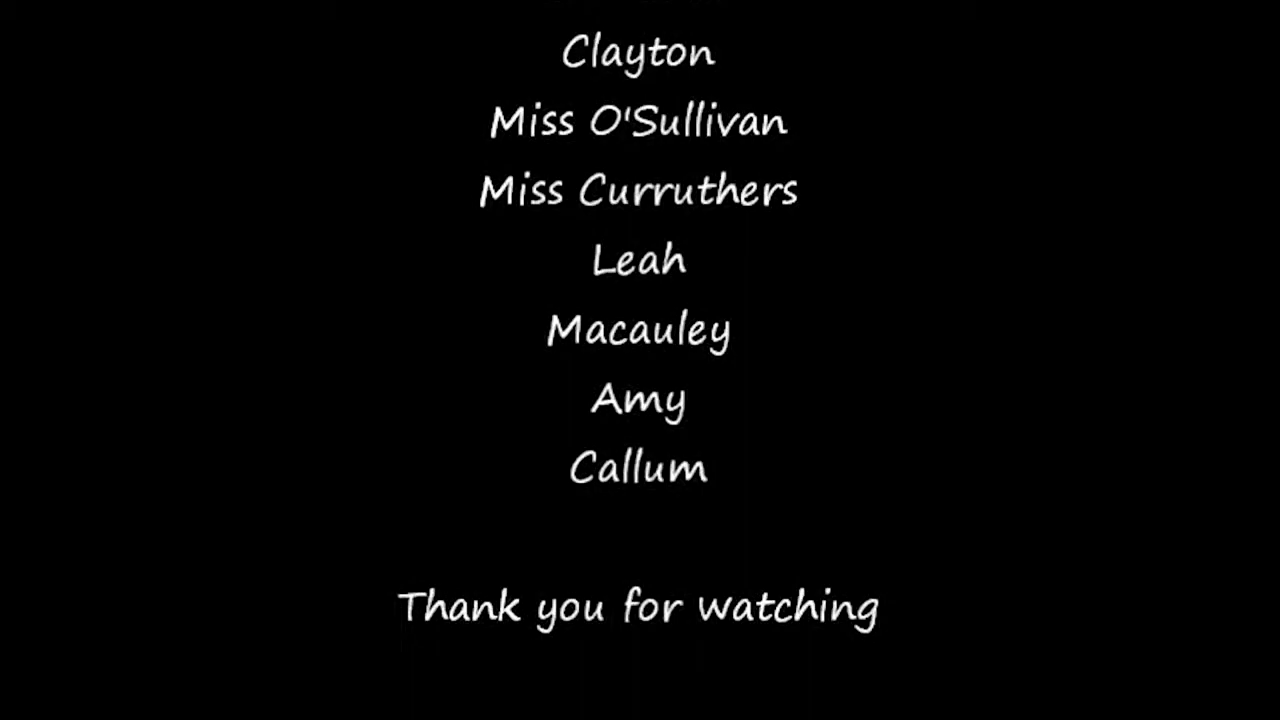 Clayton
Miss O'Sullivan
Miss Curruthers
Leah
Macauley
Amy
Callum
Thank you for watching